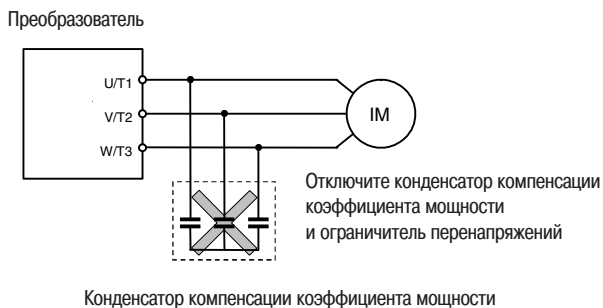 Преобразователь
U/T1
V/T2
W/T3
IM
Отключите конденсатор компенсации
коэффициента мощности
и ограничитель перенапряжений
Конденсатор компенсации коэффициента мощности